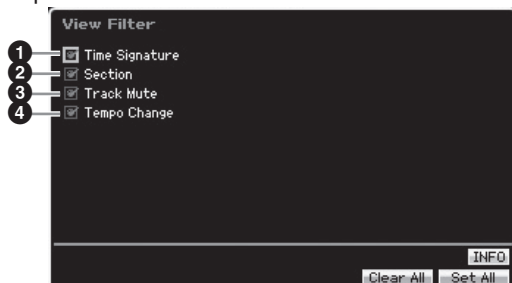 View Filter
1 Time Signature
2 Section
3 Track Mute
4 Tempo Change
INFO
Clear All Set All